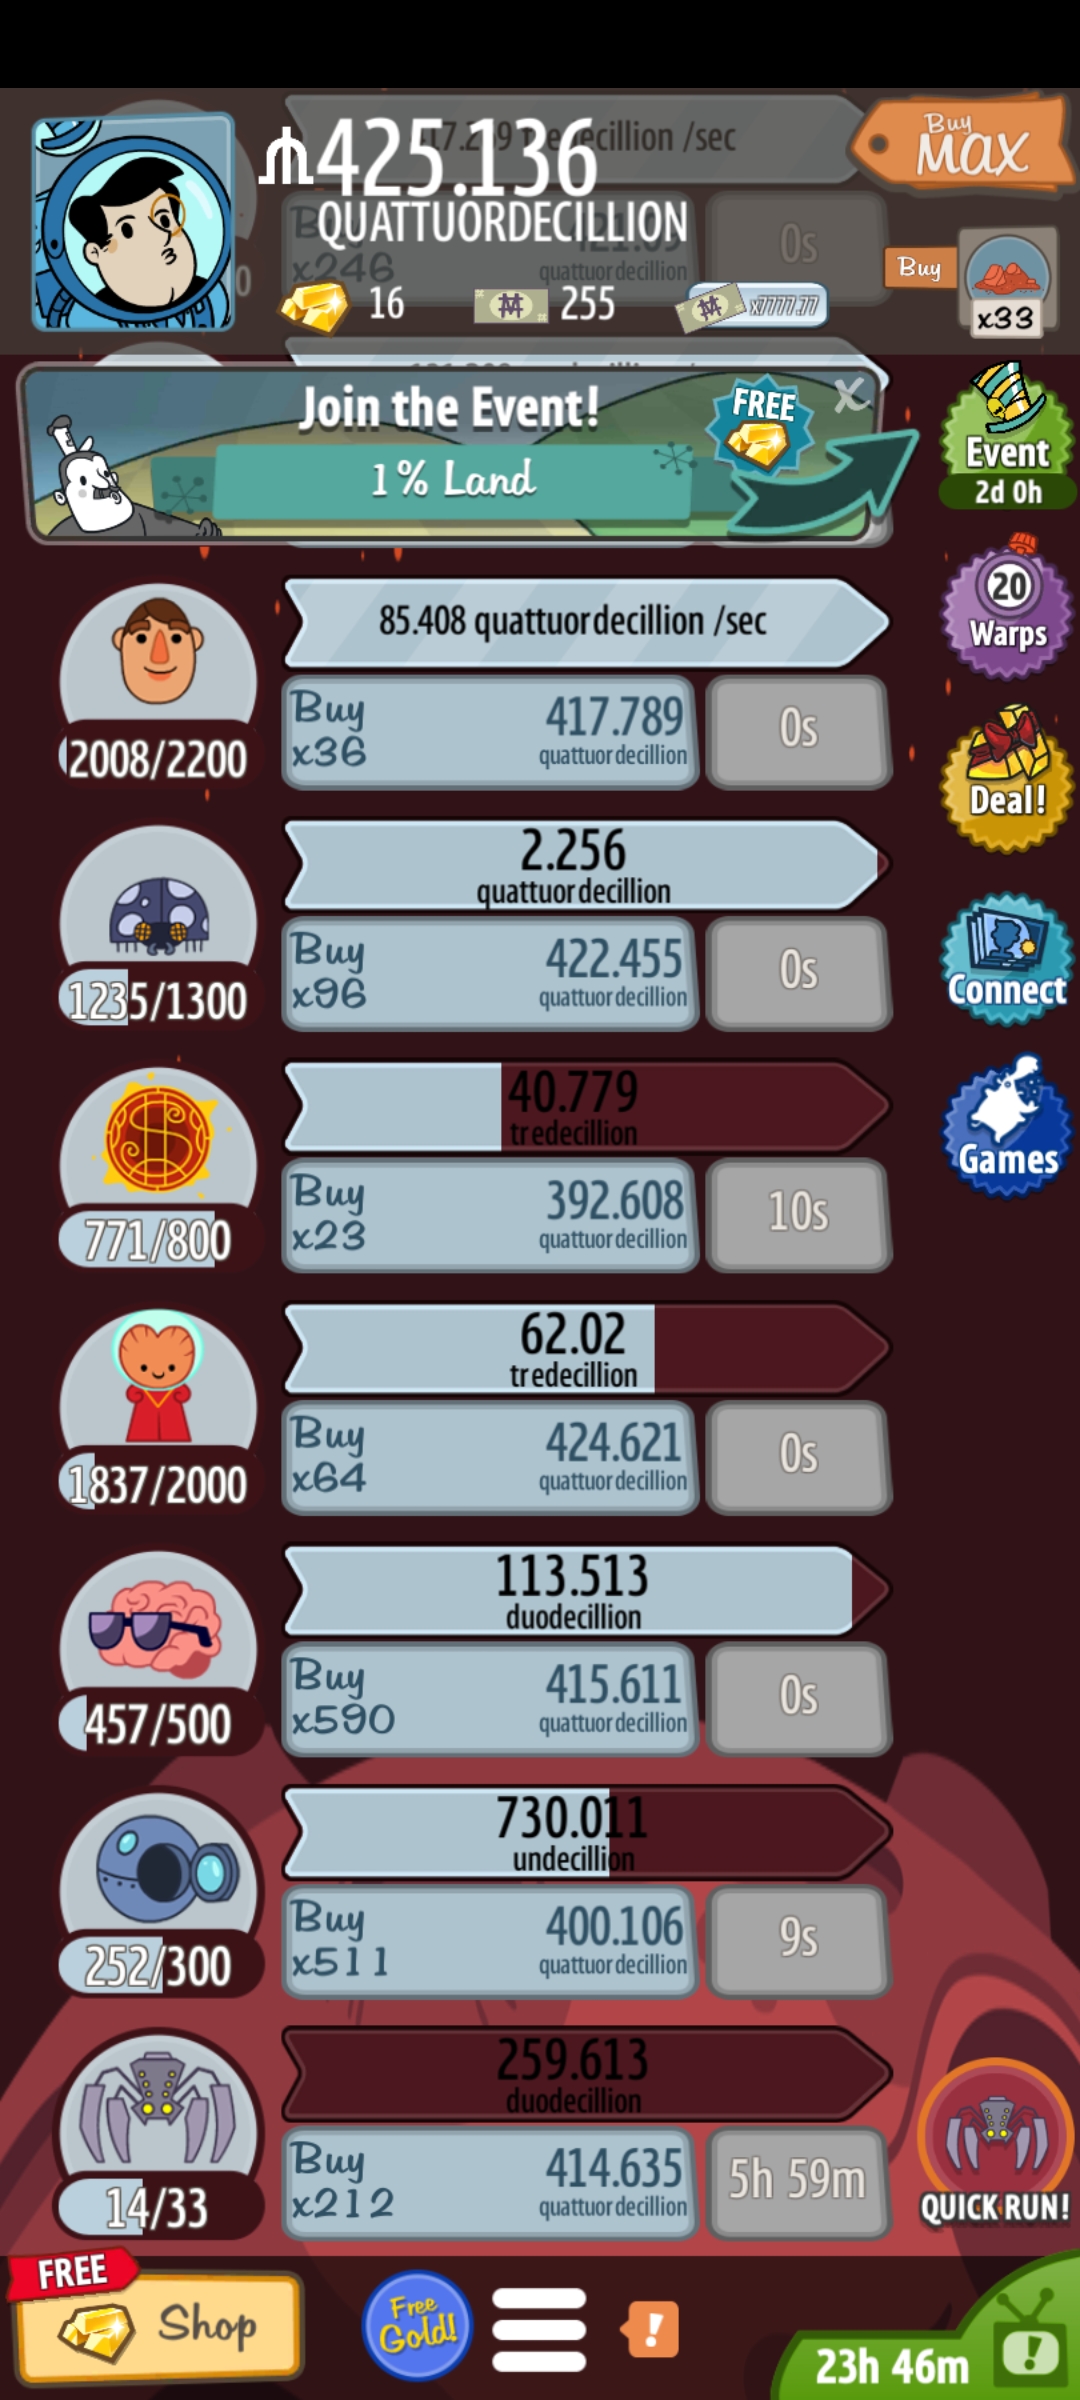 425.136
QUATTUORDECILLION
Buy
MAX
/sec
Buy
x246
quattuordecillion
0s
16
255
x7777.77
Buy
x33
Join the Event!
FREE
X
1% Land
Event
2d 0h
85.408 quattuordecillion /sec
20
Warps
2008/2200
Buy
x36
417.789
quattuordecillion
0s
Deal!
2.256
quattuordecillion
1235/1300
Buy
x96
422.455
quattuordecillion
0s
Connect
40.779
tredecillion
771/800
Buy
x23
392.608
quattuordecillion
10s
Games
62.02
tredecillion
1837/2000
Buy
x64
424.621
quattuordecillion
0s
113.513
duodecillion
457/500
Buy
x590
415.611
quattuordecillion
0s
730.011
undecillion
252/300
Buy
x511
400.106
quattuordecillion
9s
259.613
duodecillion
14/33
Buy
x212
414.635
quattuordecillion
5h 59m
QUICK RUN!
FREE
Shop
Free
Gold!
!
23h 46m
!